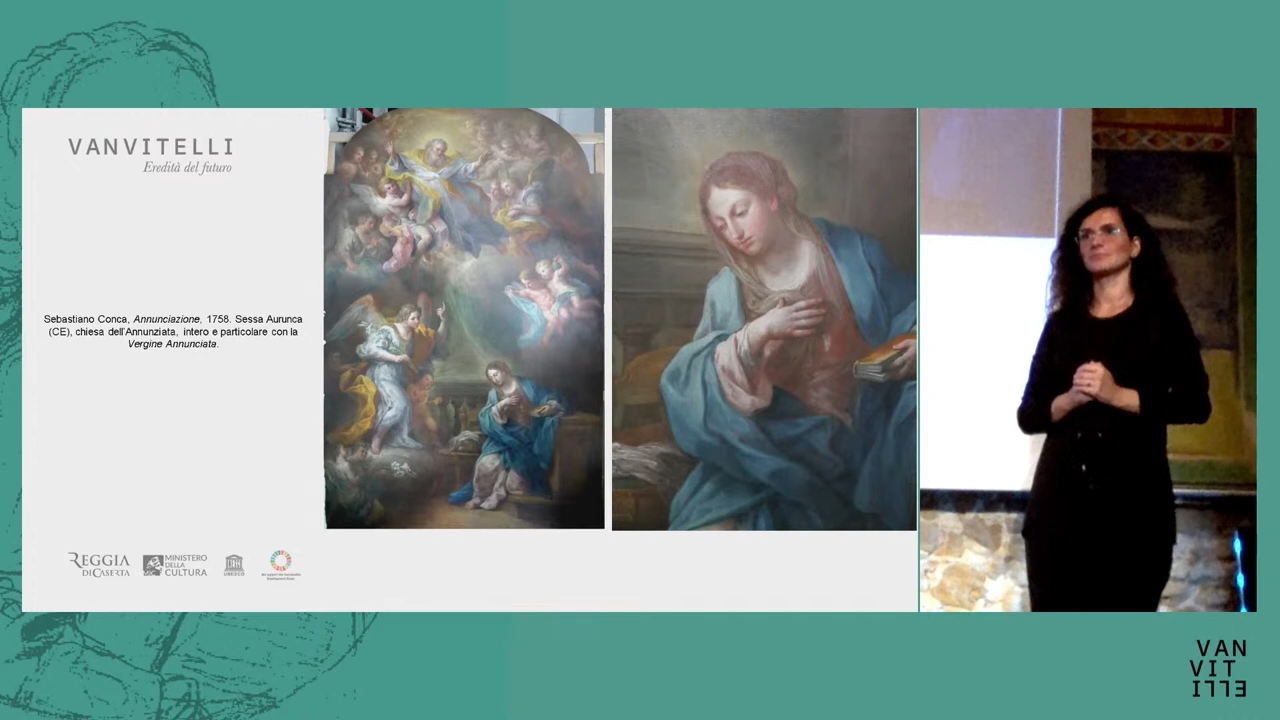 VANVITELLI
Eredità del futuro
Sebastiano Conca, Annunciazione, 1758. Sessa Aurunca
(CE), chiesa dell'Annunziata, intero e particolare con la
Vergine Annunciata.
REGGIA
DI CASERTA
MINISTERO
DELLA
CULTURA
UNESCO
VAN
VIT
ELLI